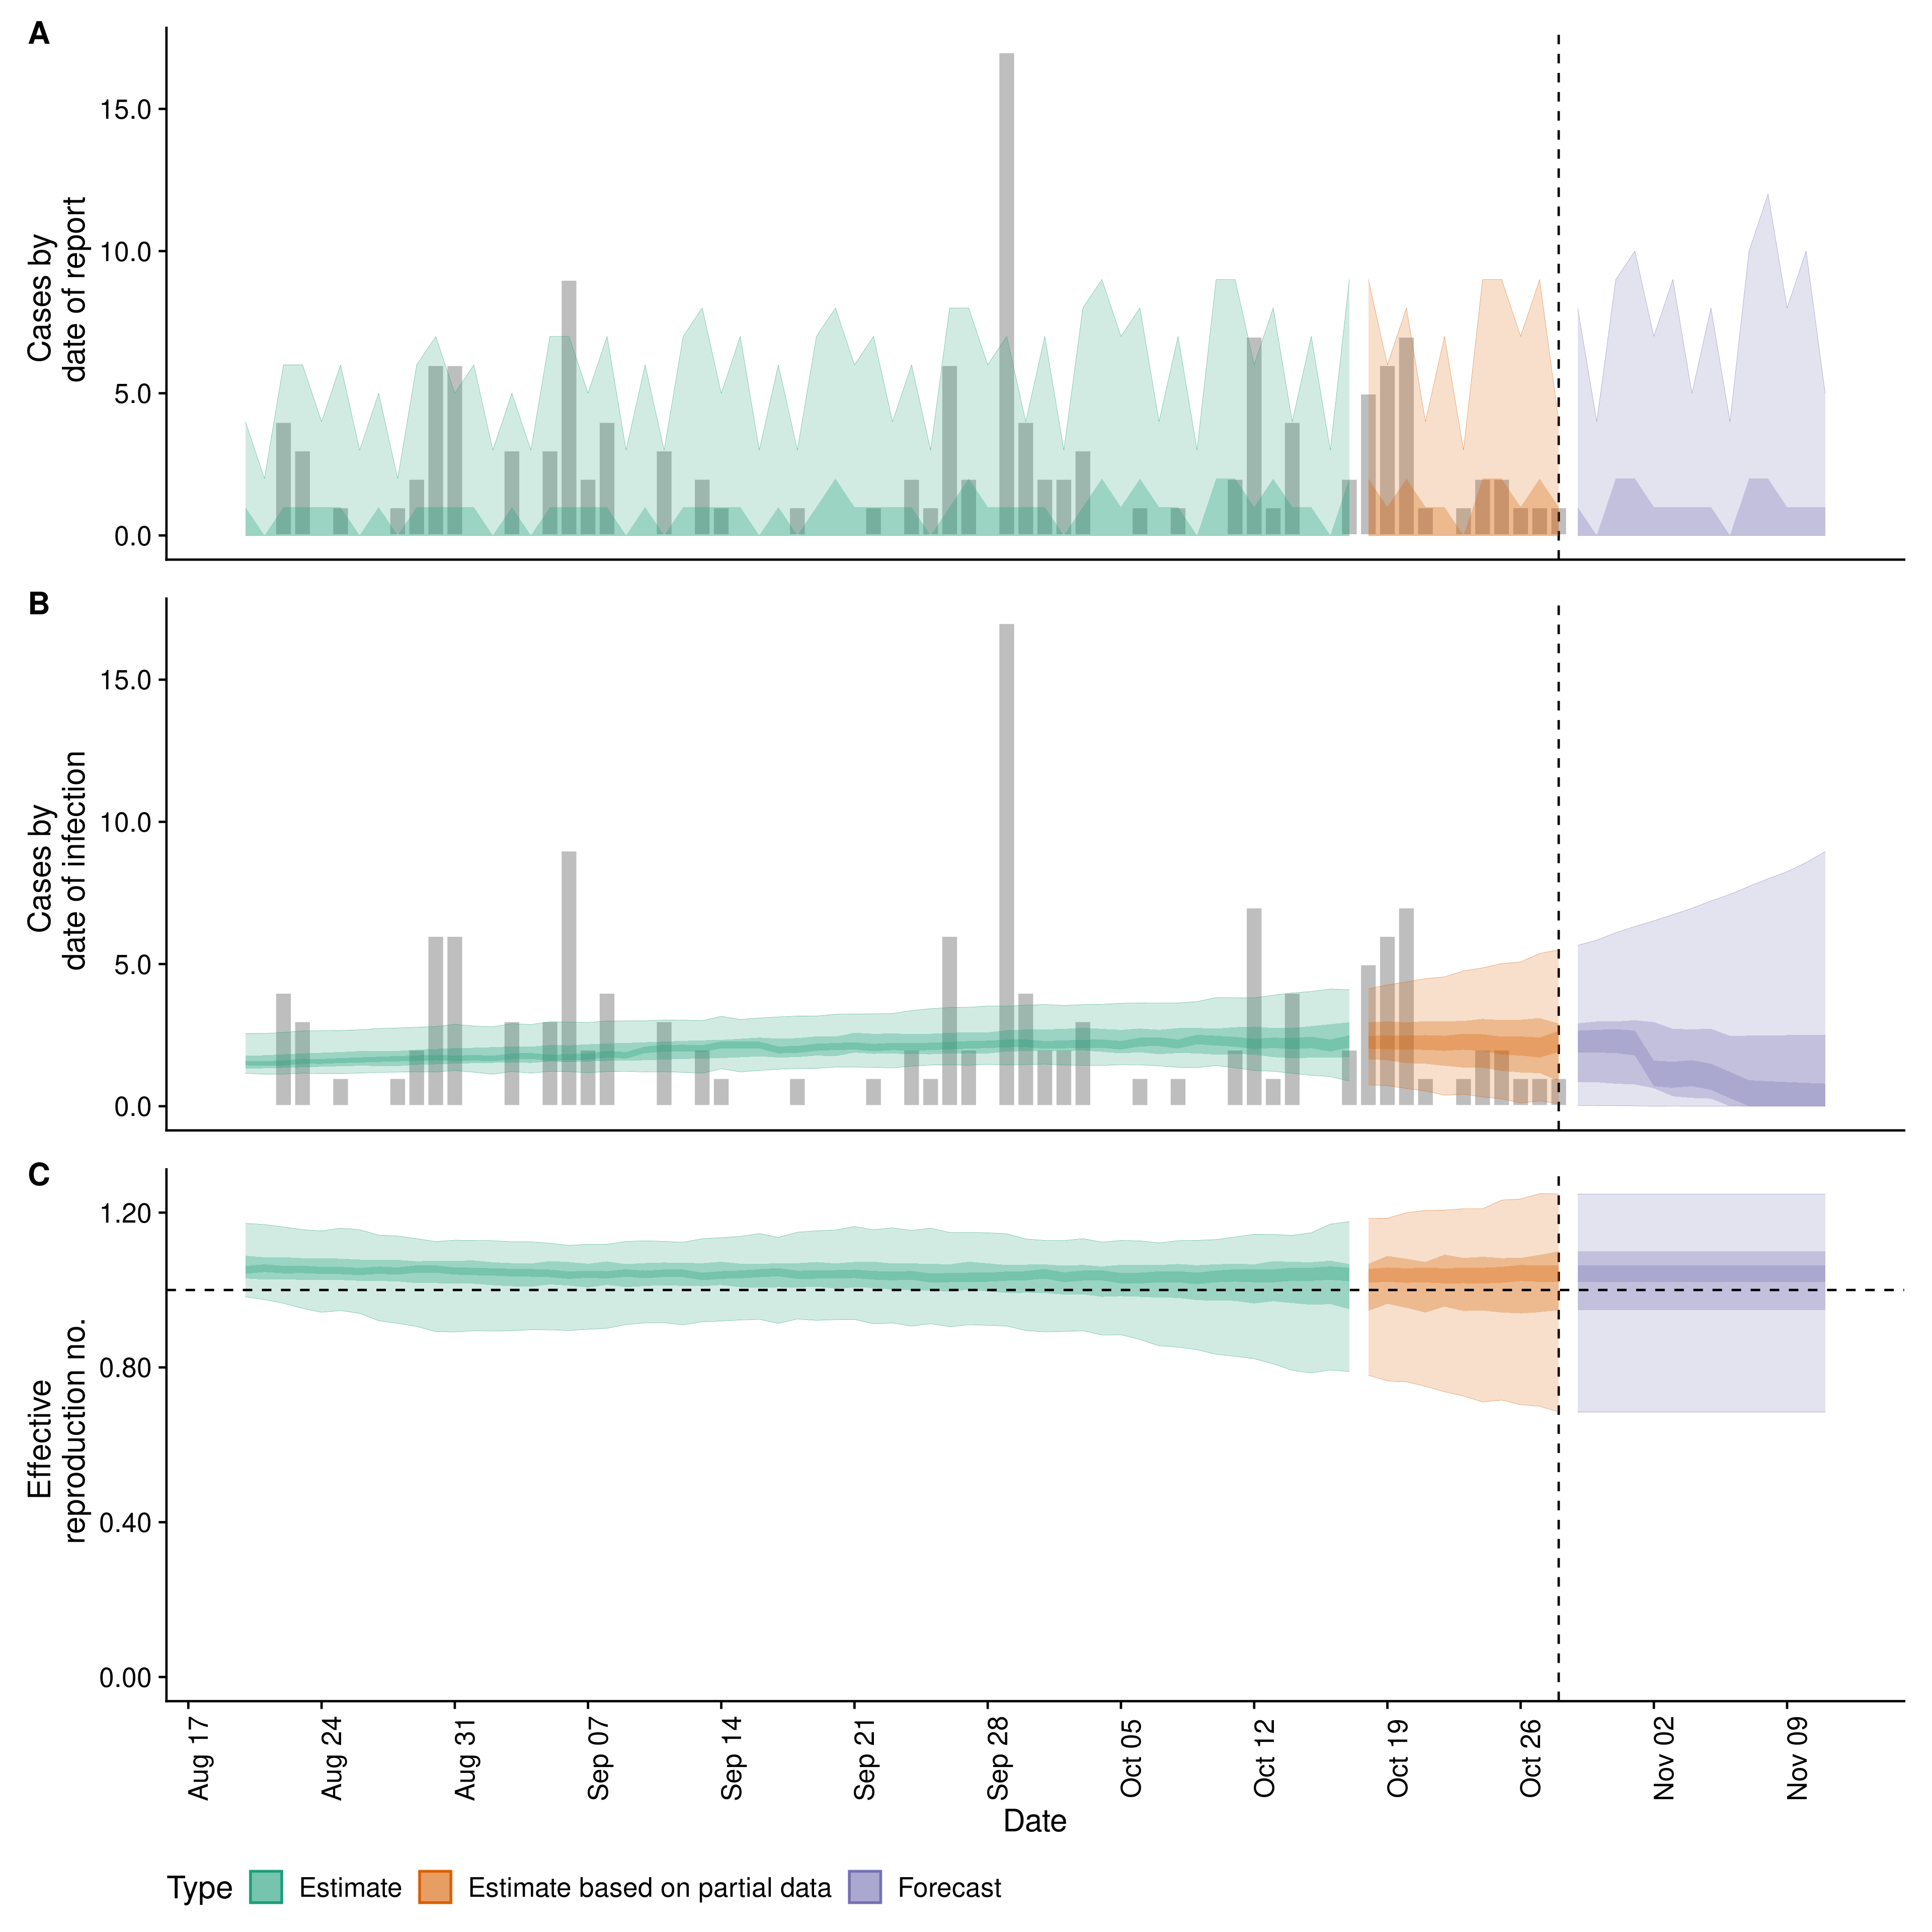 A
Cases by
date of report
15.0
10.0
5.0
0.0
B
Cases by
date of infection
15.0
10.0
5.0
0.0
C
Effective
reproduction no.
1.20
0.80
0.40
0.00
Aug 17
Aug 24
Aug 31
Sep 07
Sep 14
Sep 21
Sep 28
Oct 05
Oct 12
Oct 19
Oct 26
Nov 02
Nov 09
Date
Type Estimate Estimate based on partial data Forecast